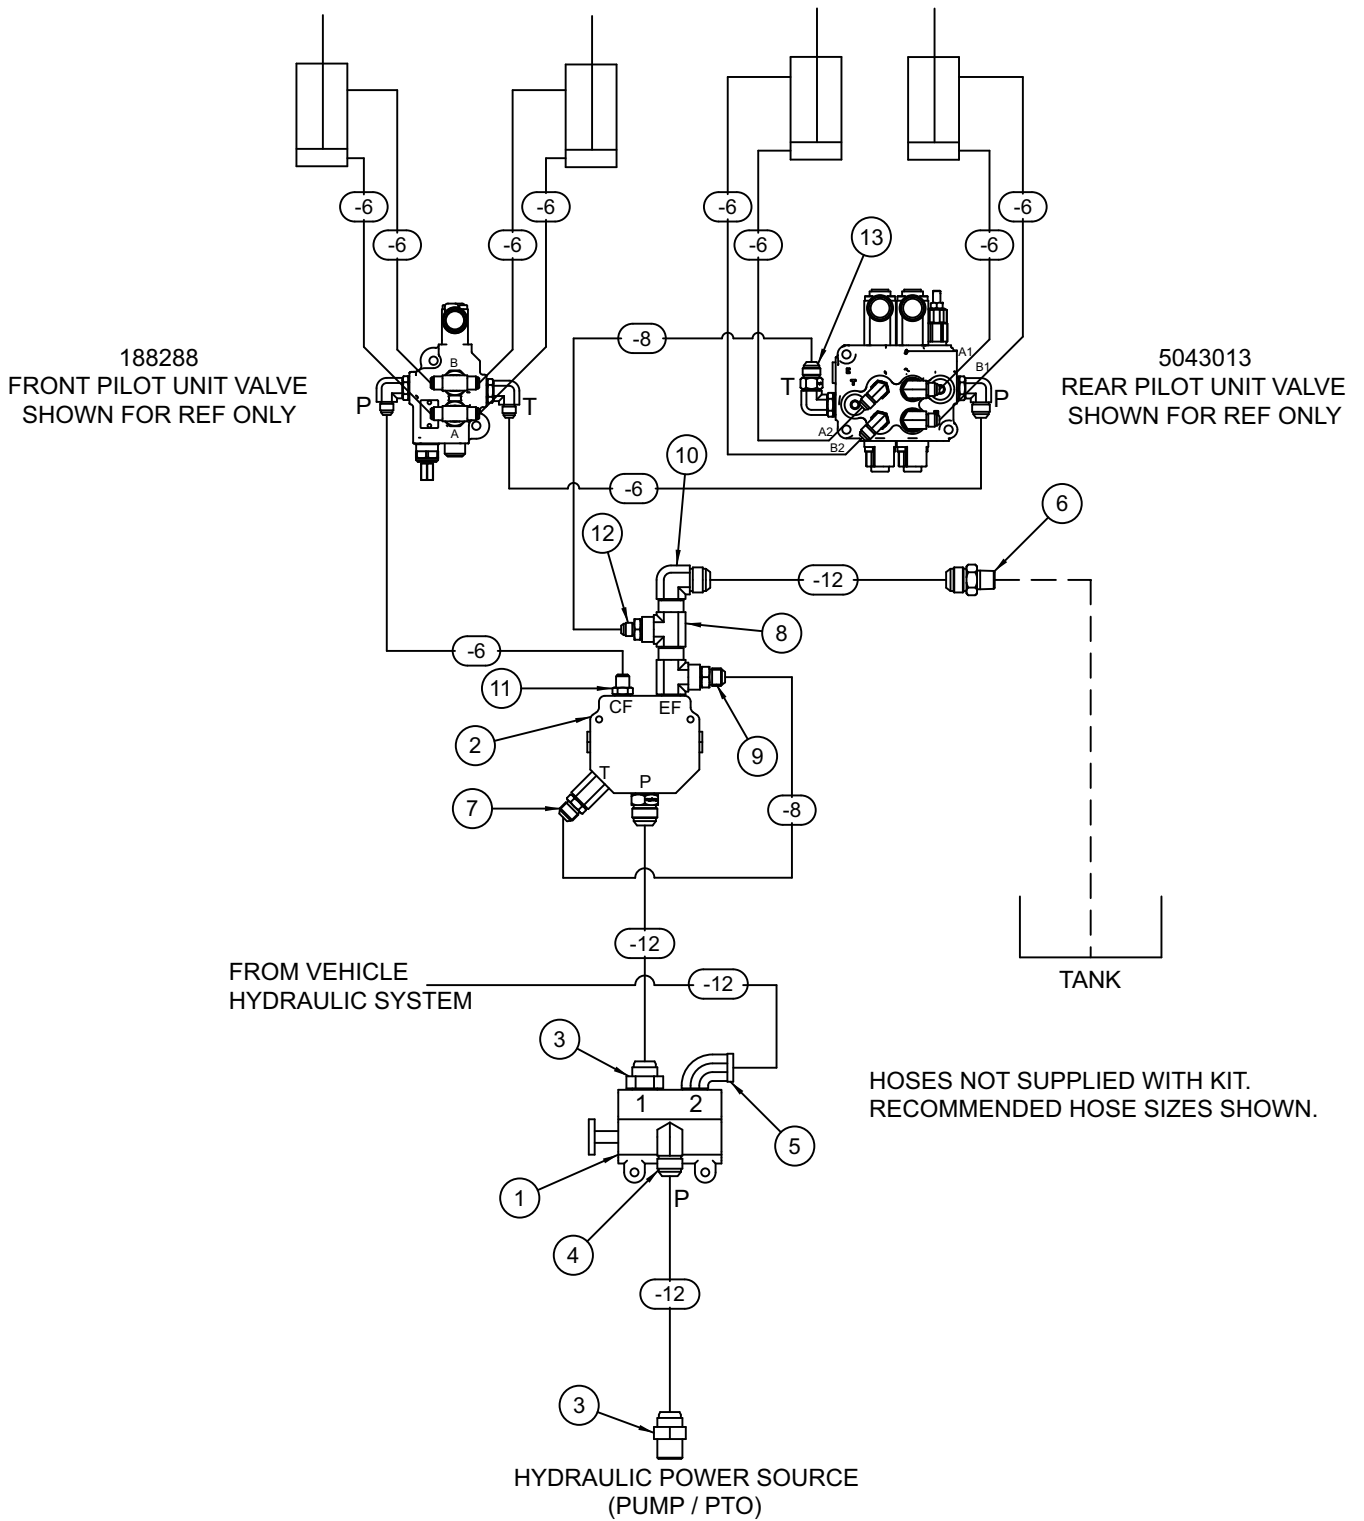 -6
-6
-6
-6
-6
-6
-6
-6
13
-8
188288
FRONT PILOT UNIT VALVE
SHOWN FOR REF ONLY
P
B
A
T
T
A1
B1
A2
B2
P
5043013
REAR PILOT UNIT VALVE
SHOWN FOR REF ONLY
10
-6
6
12
-12
8
-6
11
CF
EF
2
9
T
P
7
-8
-12
FROM VEHICLE
HYDRAULIC SYSTEM
-12
TANK
3
1
2
HOSES NOT SUPPLIED WITH KIT.
RECOMMENDED HOSE SIZES SHOWN.
5
1
P
4
-12
3
HYDRAULIC POWER SOURCE
(PUMP / PTO)